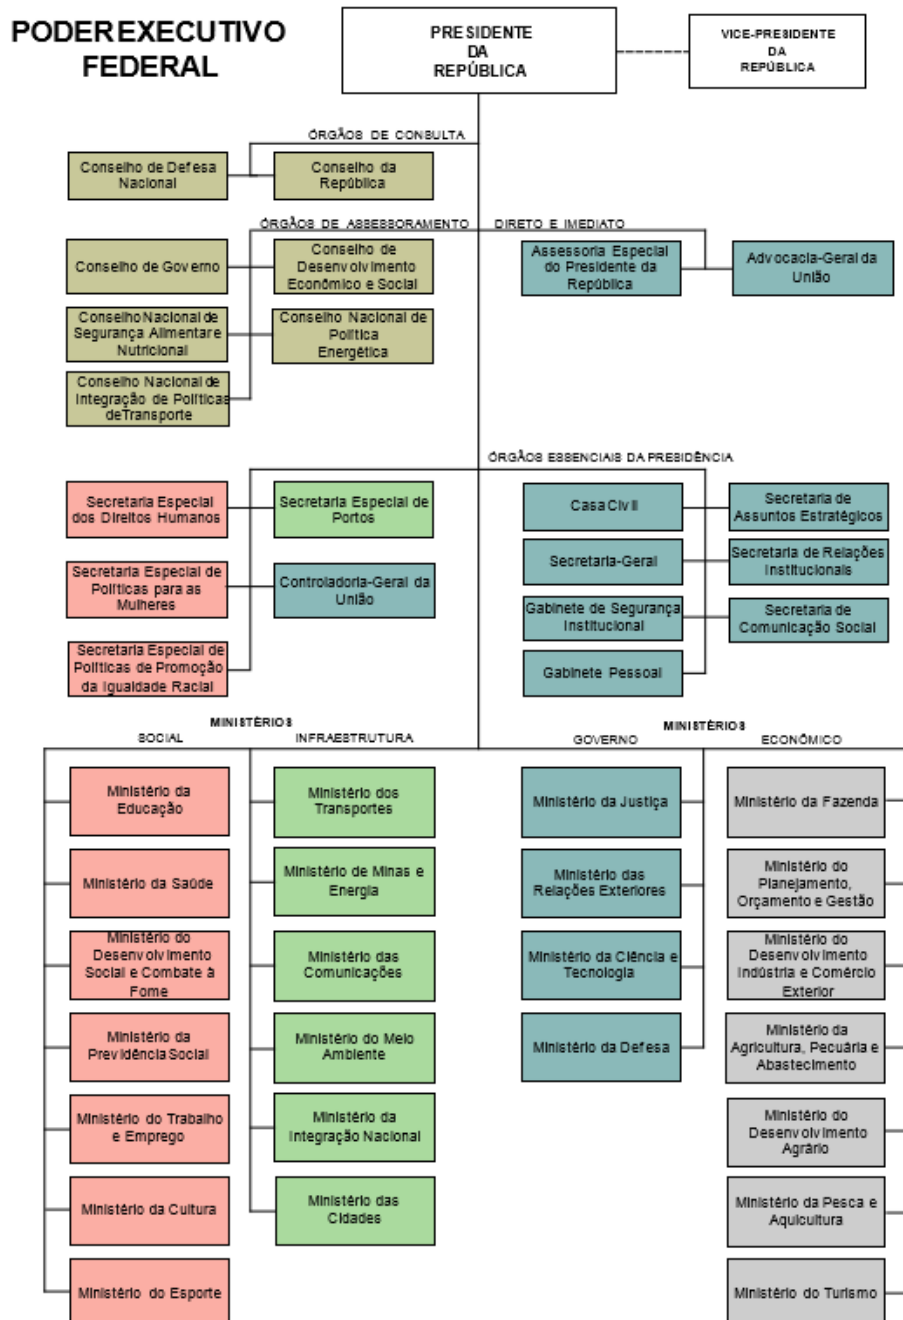 PODER EXECUTIVO
FEDERAL
PRESIDENTE
DA
REPÚBLICA
VICE-PRESIDENTE
DA
REPÚBLICA
ÓRGÃOS DE CONSULTA
Conselho de Defesa
Nacional
Conselho da
República
ÓRGÃOS DE ASSESSORAMENTO
DIRETO E IMEDIATO
Conselho de Governo
Conselho de
Desenvolvimento
Econômico e Social
Assessoria Especial
do Presidente da
República
Advocacia-Geral da
União
Conselho Nacional de
Segurança Alimentar e
Nutricional
Conselho Nacional de
Política
Energética
Conselho Nacional de
Integração de Políticas
de Transporte
ÓRGÃOS ESSENCIAIS DA PRESIDÊNCIA
Secretaria Especial
dos Direitos Humanos
Secretaria Especial de
Portos
Casa Civil
Secretaria de
Assuntos Estratégicos
Secretaria Especial de
Políticas para as
Mulheres
Controladoria-Geral da
União
Secretaria-Geral
Secretaria de Relações
Institucionais
Gabinete de Segurança
Institucional
Secretaria de
Comunicação Social
Secretaria Especial de
Políticas de Promoção
da Igualdade Racial
Gabinete Pessoal
MINISTÉRIOS
SOCIAL
INFRAESTRUTURA
MINISTÉRIOS
GOVERNO
ECONÔMICO
Ministério da
Educação
Ministério dos
Transportes
Ministério da Justiça
Ministério da Fazenda
Ministério da Saúde
Ministério de Minas e
Energia
Ministério das
Relações Exteriores
Ministério do
Planejamento,
Orçamento e Gestão
Ministério do
Desenvolvimento
Social e Combate à
Fome
Ministério das
Comunicações
Ministério da Ciência e
Tecnologia
Ministério do
Desenvolvimento
Indústria e Comércio
Exterior
Ministério da
Previdência Social
Ministério do Meio
Ambiente
Ministério da Defesa
Ministério da
Agricultura, Pecuária e
Abastecimento
Ministério do Trabalho
e Emprego
Ministério da
Integração Nacional
Ministério do
Desenvolvimento
Agrário
Ministério da Cultura
Ministério das
Cidades
Ministério da Pesca e
Aquicultura
Ministério do Esporte
Ministério do Turismo